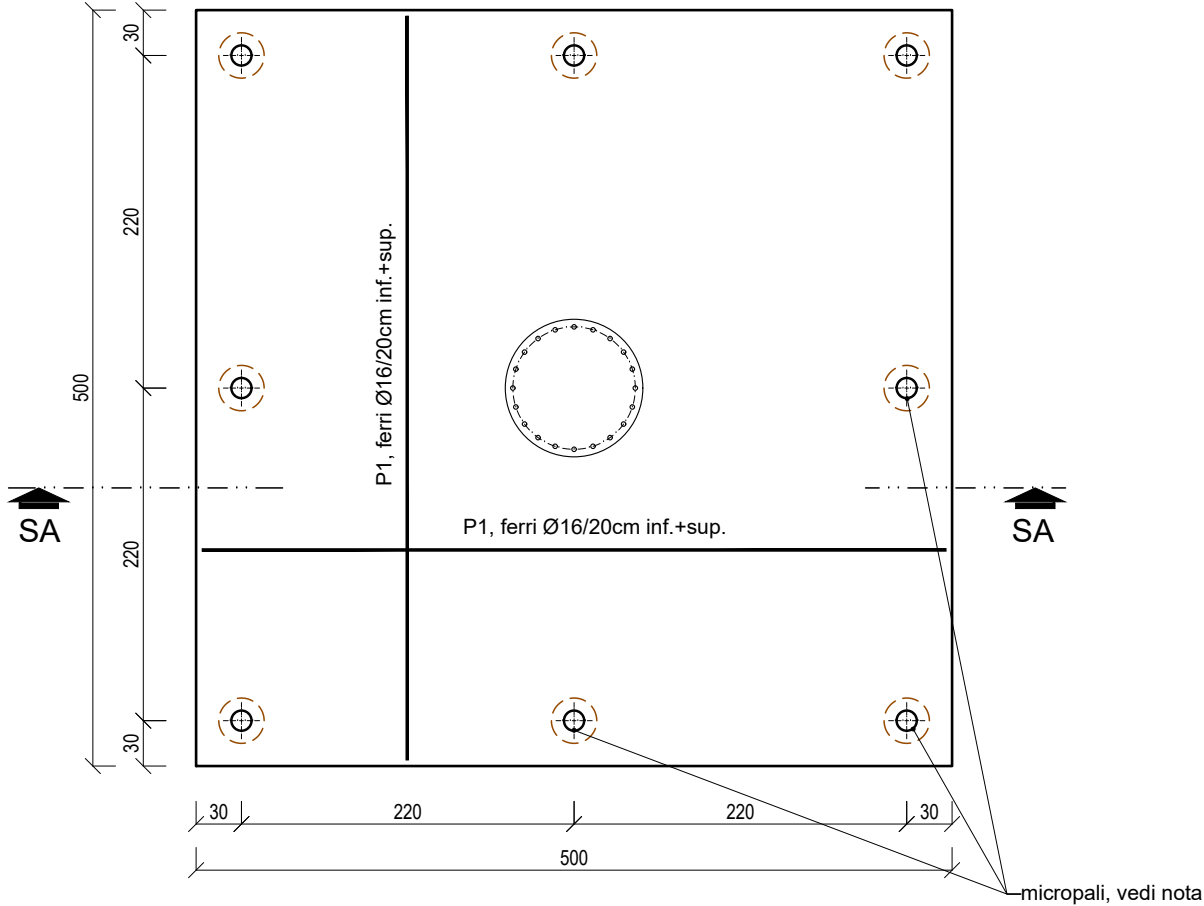 30
220
500
220
30
P1, ferri Ø16/20cm inf.+sup.
P1, ferri Ø16/20cm inf.+sup.
SA
SA
30
220
220
30
500
micropali, vedi nota